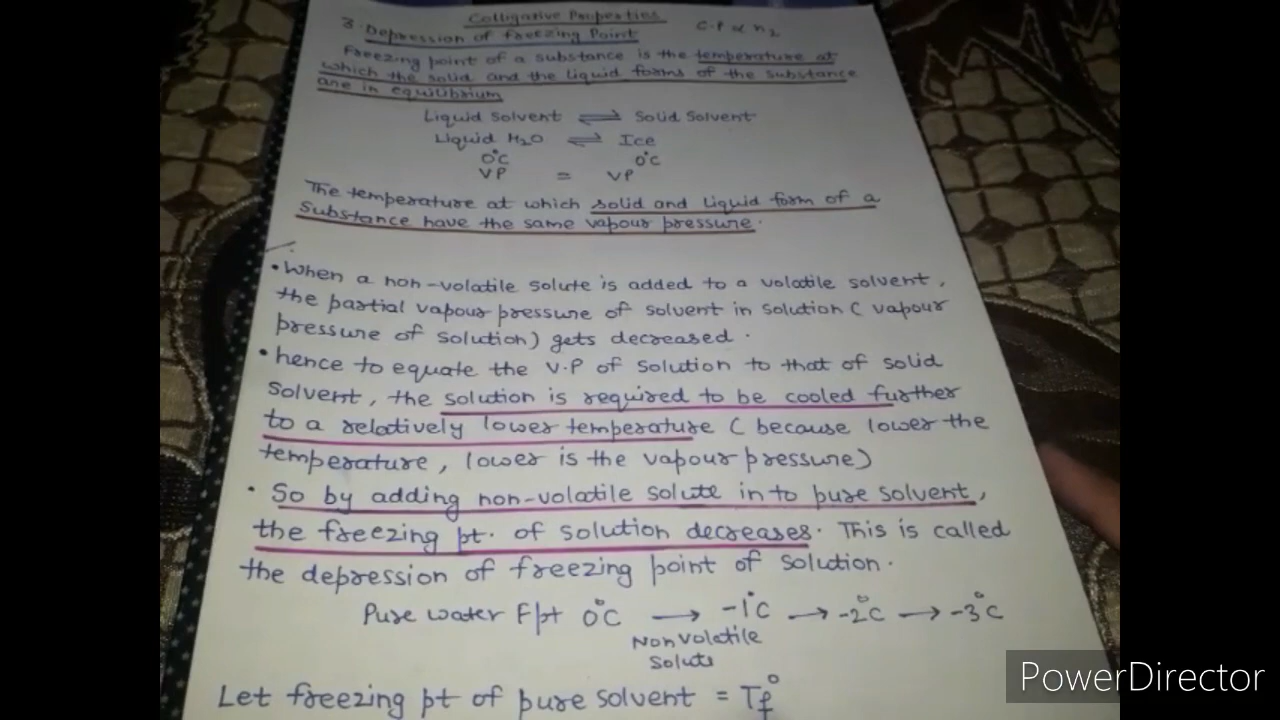 Colligative Properties
3. Depression of freezing Point C.P ∝ n2
Freezing point of a substance is the temperature at
which the solid and the liquid forms of the substance
are in equilibrium
Liquid Solvent ⇌ Solid Solvent
Liquid H2O ⇌ Ice
0°C 0°C
VP = VP
The temperature at which solid and liquid form of a
Substance have the same vapour pressure.
• When a non-volatile solute is added to a volatile solvent,
the partial vapour pressure of solvent in solution ( vapour
pressure of solution) gets decreased.
• hence to equate the V.P of solution to that of solid
solvent, the solution is required to be cooled further
to a relatively lower temperature ( because lower the
temperature, lower is the vapour pressure)
• So by adding non-volatile solute in to pure solvent,
the freezing pt. of solution decreases. This is called
the depression of freezing point of solution.
Pure water F/pt 0°C → -1°C → -2°C → -3°C
Non Volatile
Solute
Let freezing pt of pure solvent = Tf°
PowerDirector